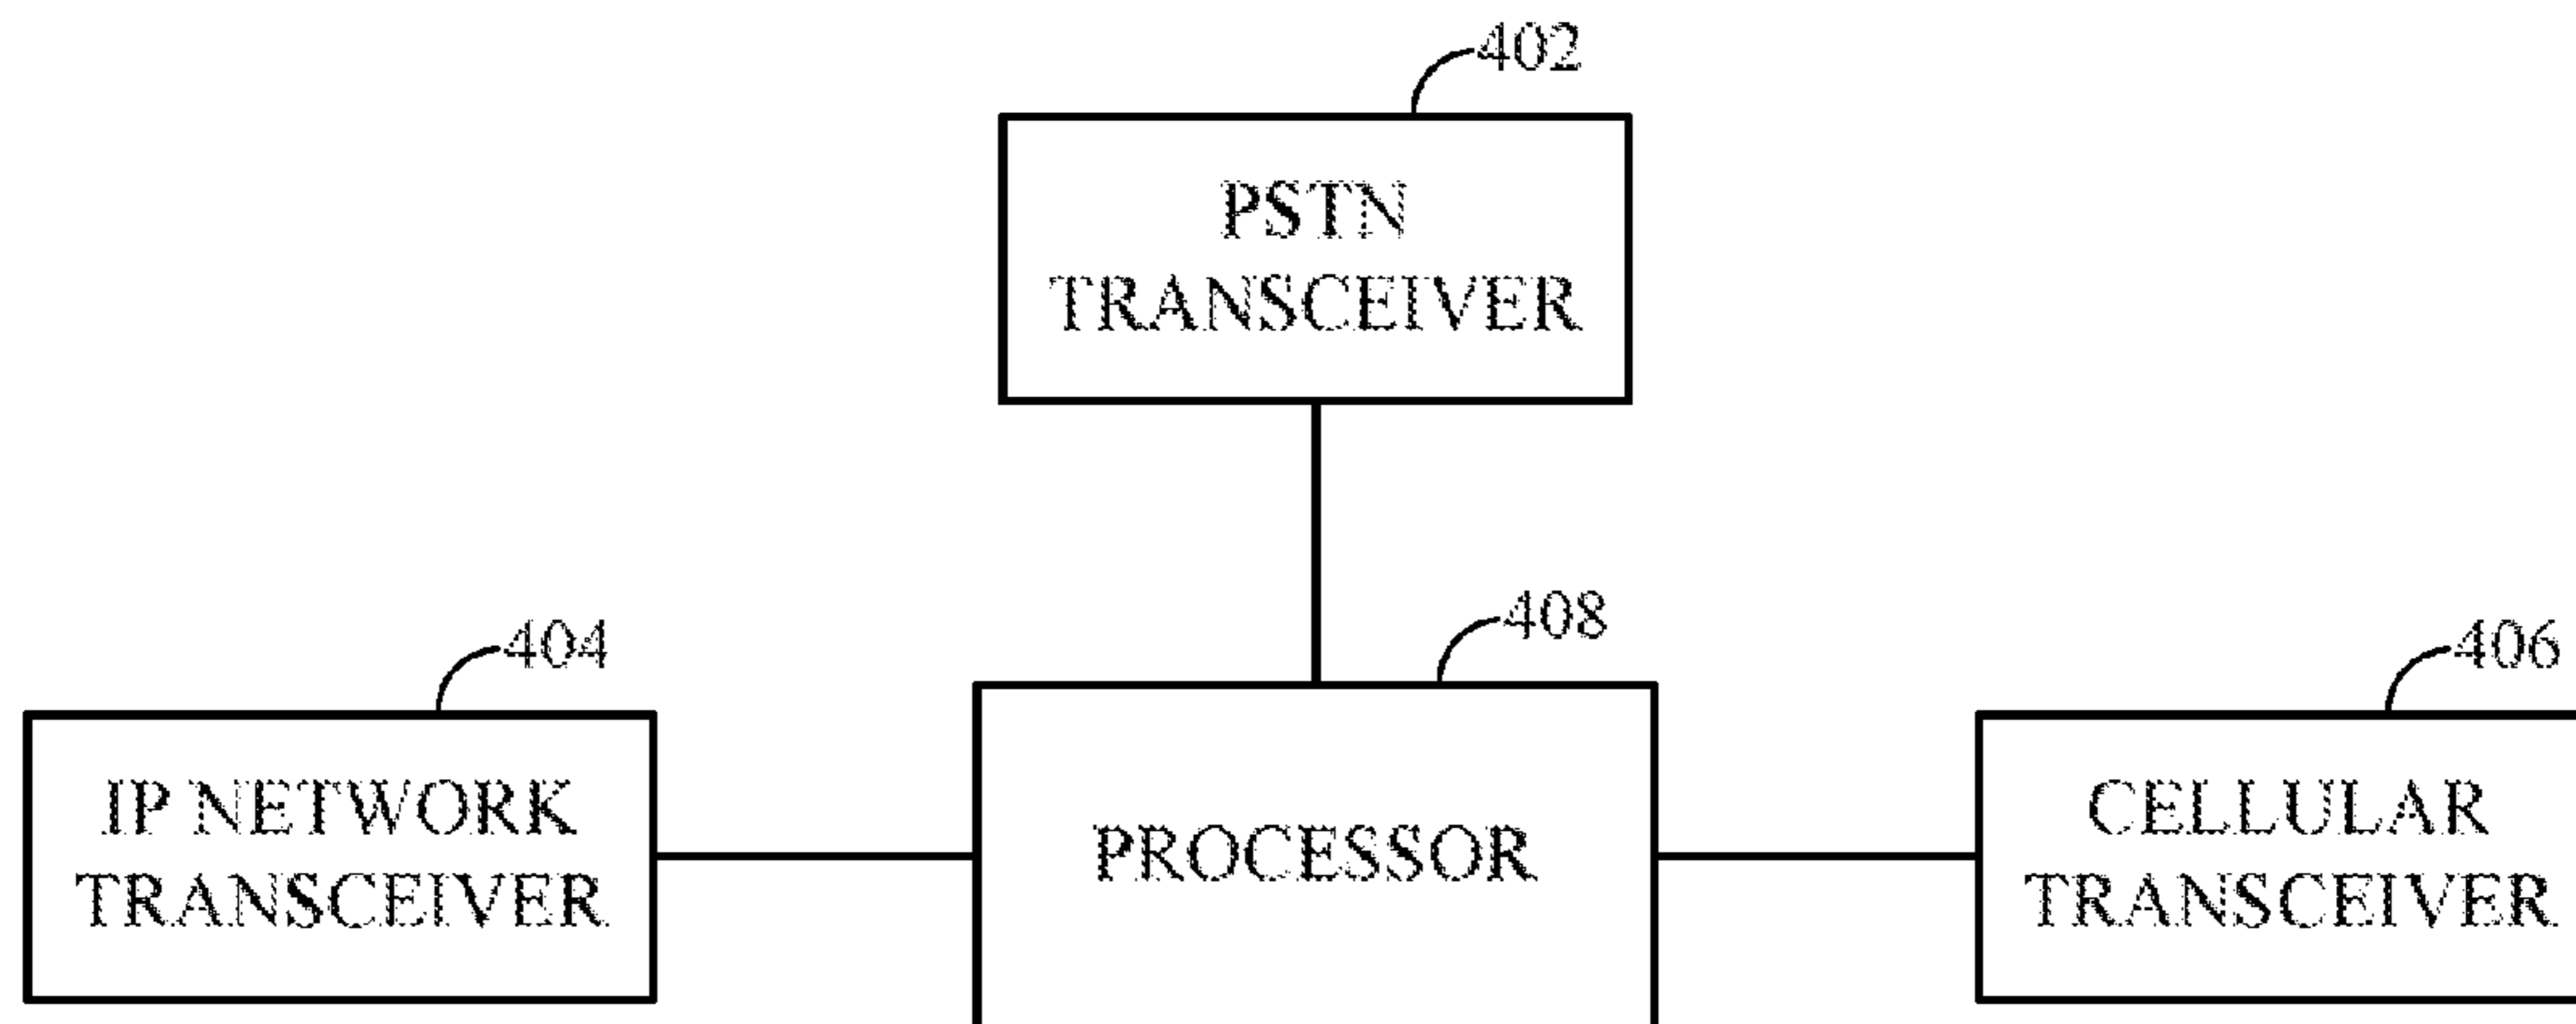 402
PSTN
TRANSCEIVER
408
404
406
IP NETWORK
TRANSCEIVER
PROCESSOR
CELLULAR
TRANSCEIVER